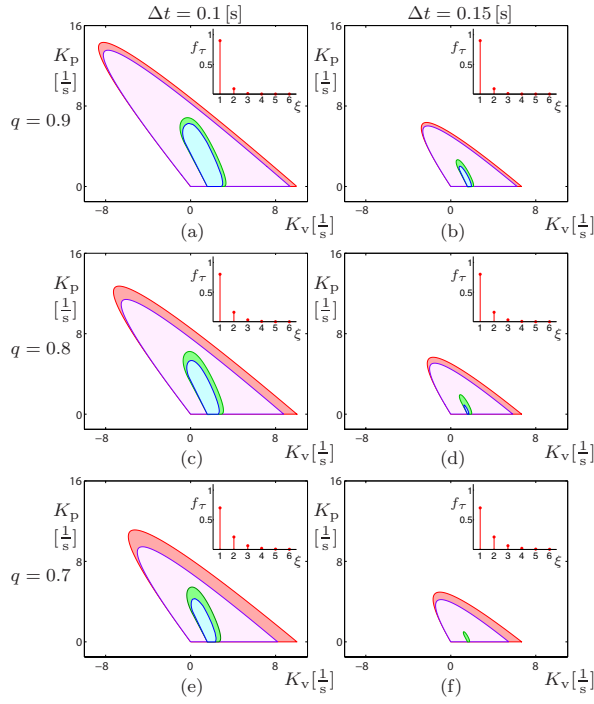 Δt = 0.1 [s] Δt = 0.15 [s]
16 16
K_p f_τ 1 K_p f_τ 1
[1/s] 0.5 [1/s] 0.5
8 1 2 3 4 5 6 ξ 8 1 2 3 4 5 6 ξ
q = 0.9
0 0
−8 0 8 −8 0 8
(a) K_v[1/s] (b) K_v[1/s]
16 16
K_p f_τ 1 K_p f_τ 1
[1/s] 0.5 [1/s] 0.5
8 1 2 3 4 5 6 ξ 8 1 2 3 4 5 6 ξ
q = 0.8
0 0
−8 0 8 −8 0 8
(c) K_v[1/s] (d) K_v[1/s]
16 16
K_p f_τ 1 K_p f_τ 1
[1/s] 0.5 [1/s] 0.5
8 1 2 3 4 5 6 ξ 8 1 2 3 4 5 6 ξ
q = 0.7
0 0
−8 0 8 −8 0 8
(e) K_v[1/s] (f) K_v[1/s]